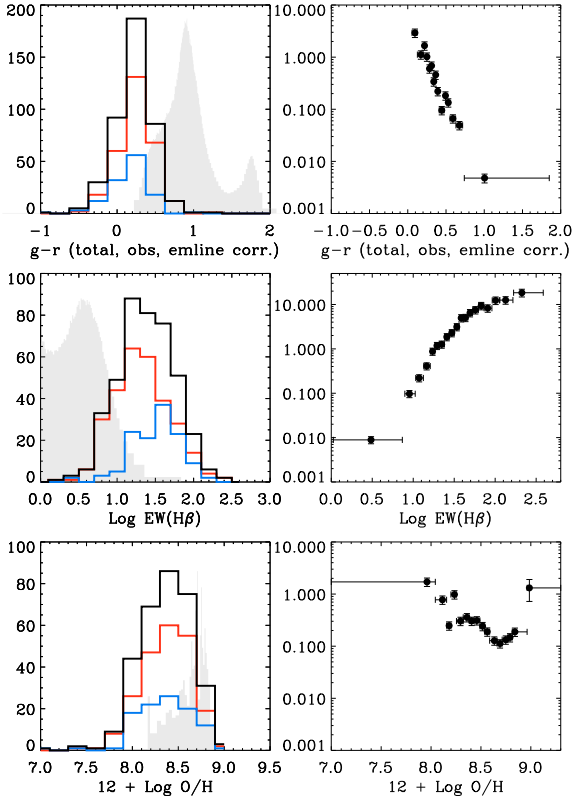 200
150
100
50
0
−1 0 1 2
g−r (total, obs, emline corr.)
10.000
1.000
0.100
0.010
0.001
−1.0 −0.5 0.0 0.5 1.0 1.5 2.0
g−r (total, obs, emline corr.)
100
80
60
40
20
0
0.0 0.5 1.0 1.5 2.0 2.5 3.0
Log EW(Hβ)
10.000
1.000
0.100
0.010
0.001
0.0 0.5 1.0 1.5 2.0 2.5
Log EW(Hβ)
100
80
60
40
20
0
7.0 7.5 8.0 8.5 9.0 9.5
12 + Log O/H
10.000
1.000
0.100
0.010
0.001
7.0 7.5 8.0 8.5 9.0
12 + Log O/H